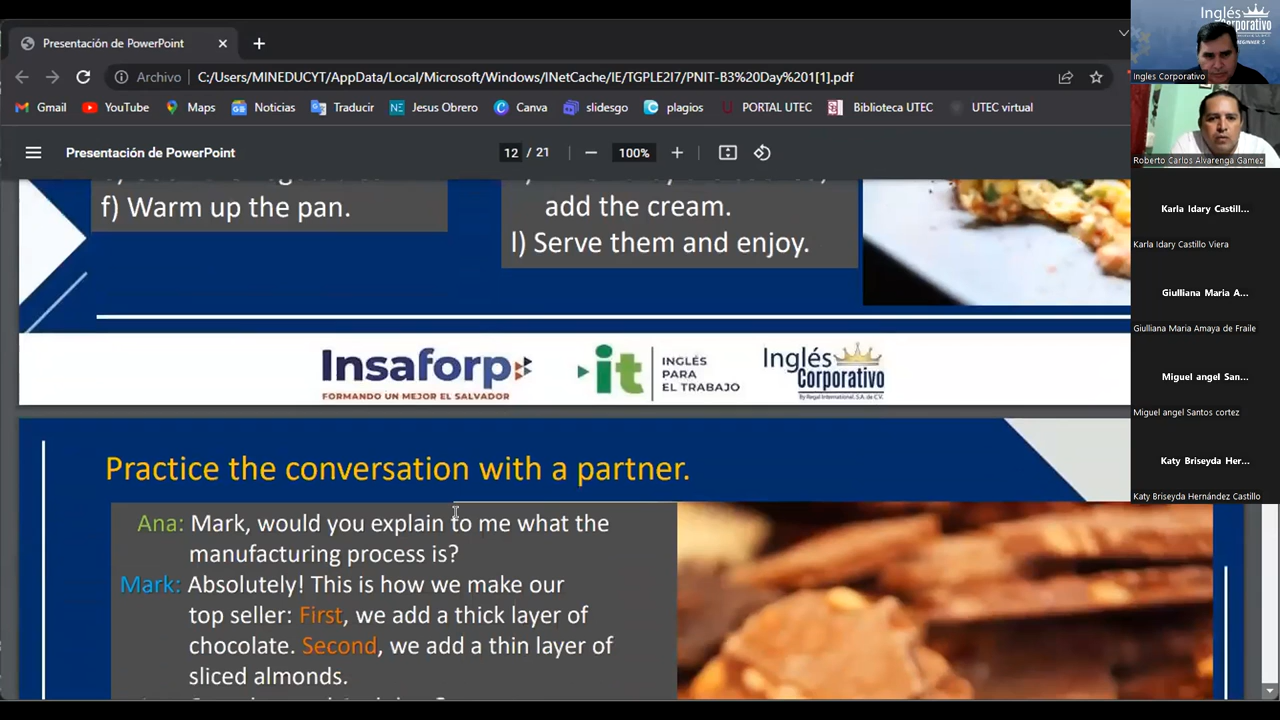 Presentación de PowerPoint
Archivo
C:/Users/MINEDUCYT/AppData/Local/Microsoft/Windows/INetCache/IE/TGPLE2I7/PNIT-B3%20Day%201[1].pdf
Gmail
YouTube
Maps
Noticias
Traducir
Jesus Obrero
Canva
slidesgo
plagios
PORTAL UTEC
Biblioteca UTEC
UTEC virtual
Presentación de PowerPoint
12 / 21
100%
f) Warm up the pan.
add the cream.
l) Serve them and enjoy.
Insaforp
FORMANDO UN MEJOR EL SALVADOR
it
INGLÉS
PARA
EL TRABAJO
Inglés
Corporativo
By Regal International, S.A. de C.V.
Practice the conversation with a partner.
Ana: Mark, would you explain to me what the
manufacturing process is?
Mark: Absolutely! This is how we make our
top seller: First, we add a thick layer of
chocolate. Second, we add a thin layer of
sliced almonds.
Inglés
Corporativo
BEGINNER 5
Ingles Corporativo
Roberto Carlos Alvarenga Gamez
Karla Idary Castill...
Karla Idary Castillo Viera
Giulliana Maria A...
Giulliana Maria Amaya de Fraile
Miguel angel San...
Miguel angel Santos cortez
Katy Briseyda Her...
Katy Briseyda Hernández Castillo